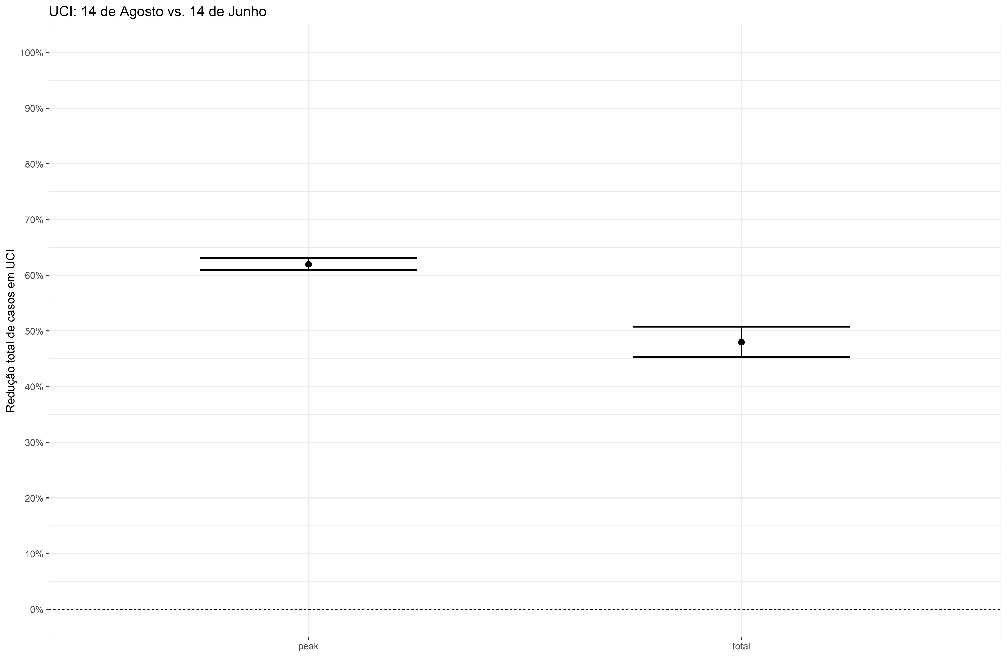 UCI: 14 de Agosto vs. 14 de Junho
Redução total de casos em UCI
100%
90%
80%
70%
60%
50%
40%
30%
20%
10%
0%
peak
total